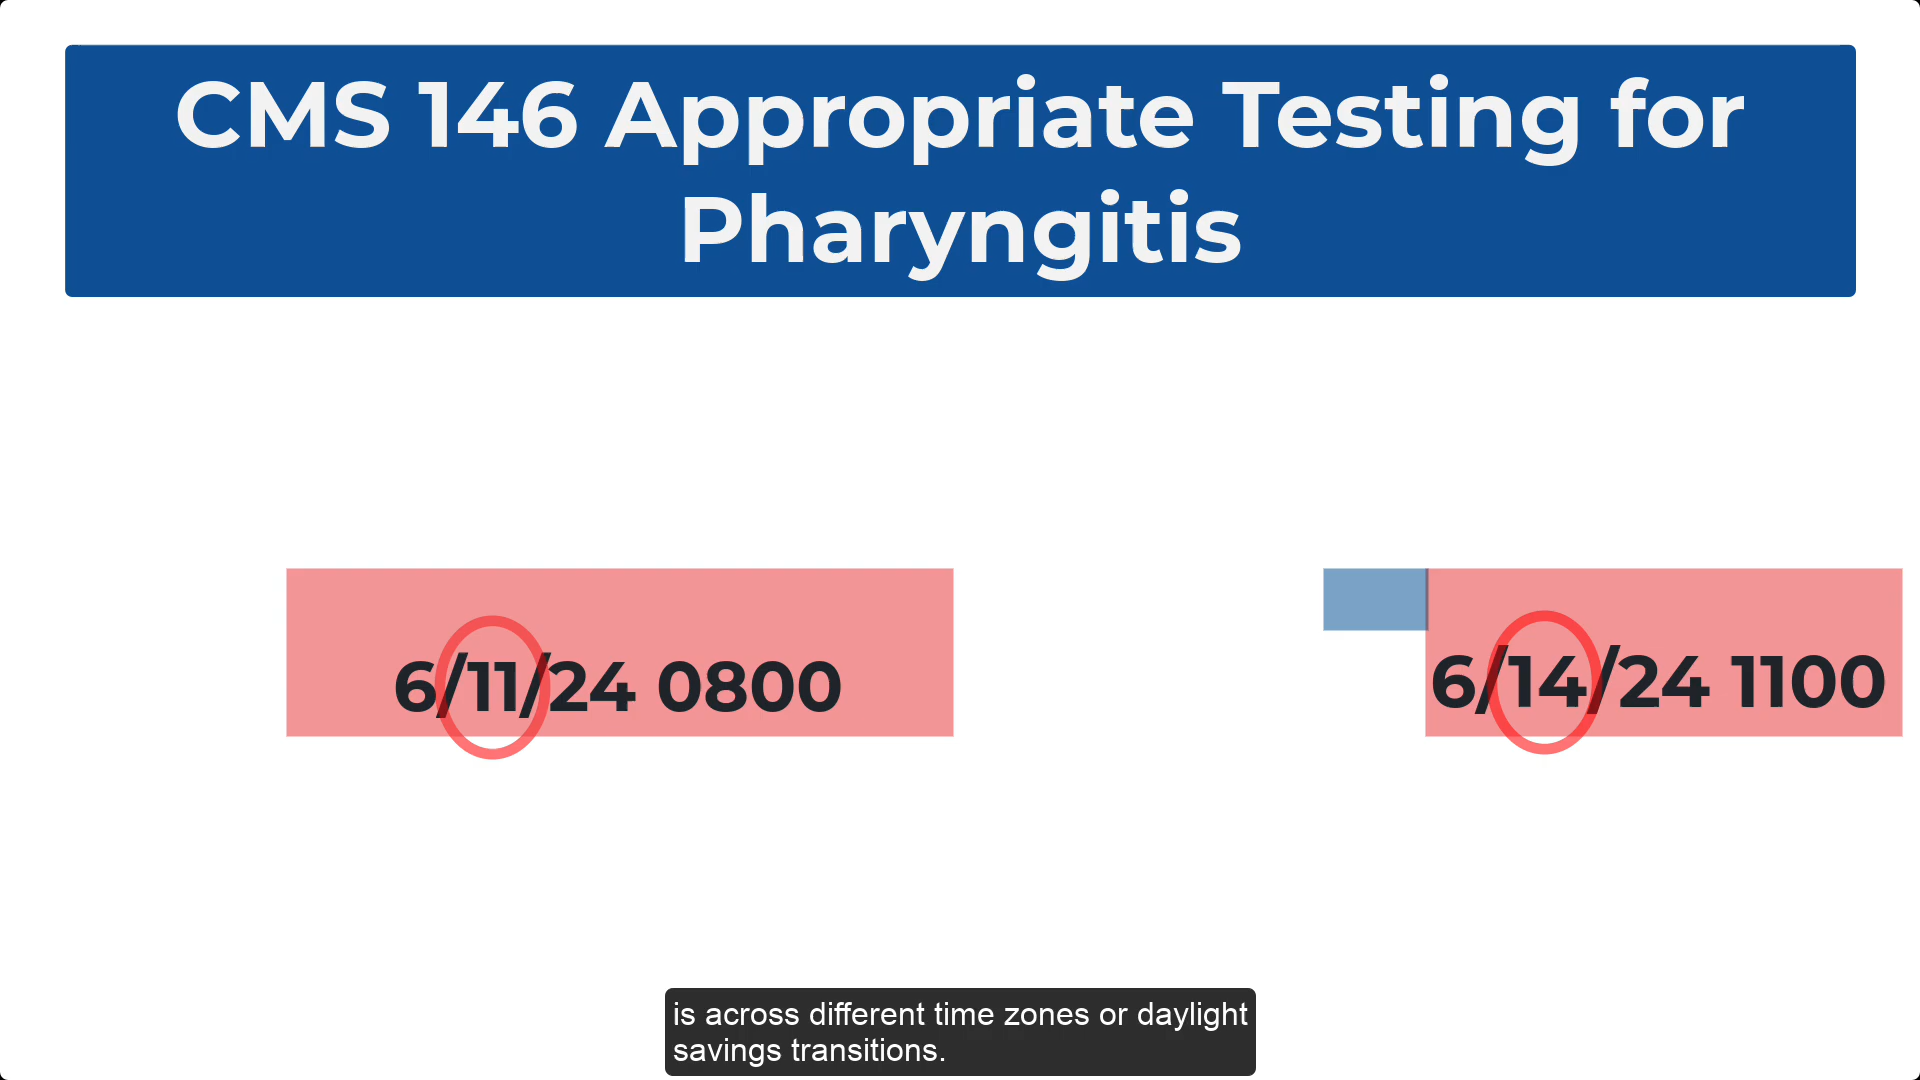 CMS 146 Appropriate Testing for
Pharyngitis
6/11/24 0800
6/14/24 1100
is across different time zones or daylight
savings transitions.